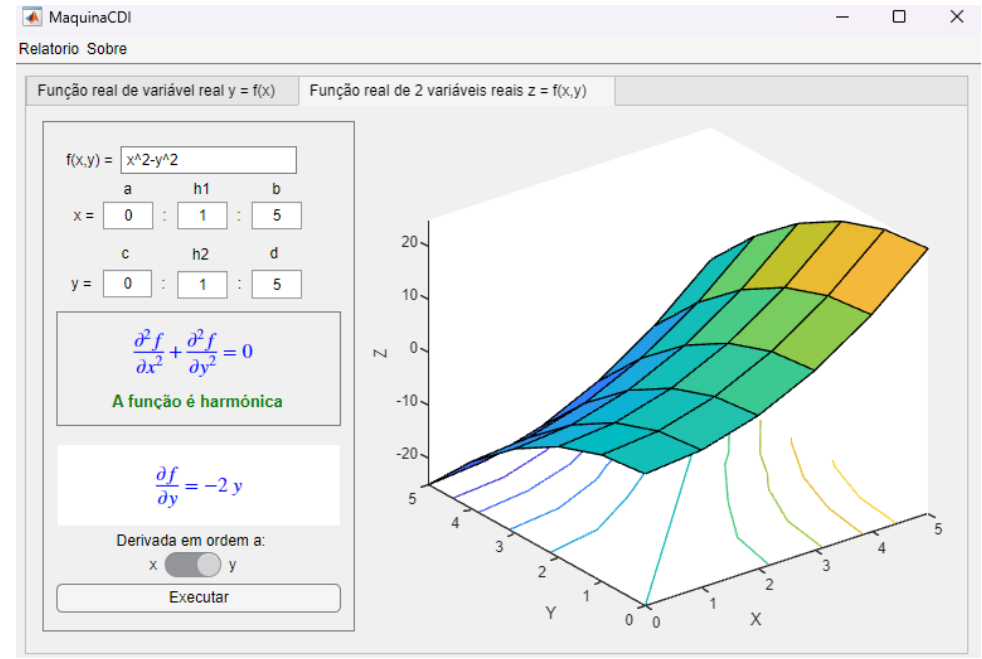 MaquinaCDI
Relatorio Sobre
Função real de variável real y = f(x)
Função real de 2 variáveis reais z = f(x,y)
f(x,y) = x^2-y^2
a h1 b
x = 0 : 1 : 5
c h2 d
y = 0 : 1 : 5
∂²f/∂x² + ∂²f/∂y² = 0
A função é harmónica
∂f/∂y = −2 y
Derivada em ordem a:
x y
Executar
20
10
0
-10
-20
Z
5
4
3
2
1
0
Y
0
1
2
3
4
5
X